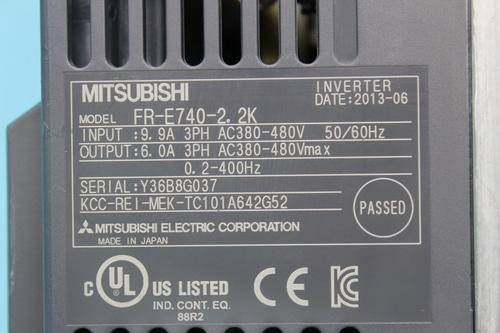 MITSUBISHI
INVERTER
MODEL FR-E740-2.2K
DATE:2013-06
INPUT :9.9A 3PH AC380-480V 50/60Hz
OUTPUT:6.0A 3PH AC380-480Vmax
0.2-400Hz
SERIAL:Y36B8G037
KCC-REI-MEK-TC101A642G52
PASSED
MITSUBISHI ELECTRIC CORPORATION
MADE IN JAPAN
C UL US LISTED
IND. CONT. EQ.
88R2
CE